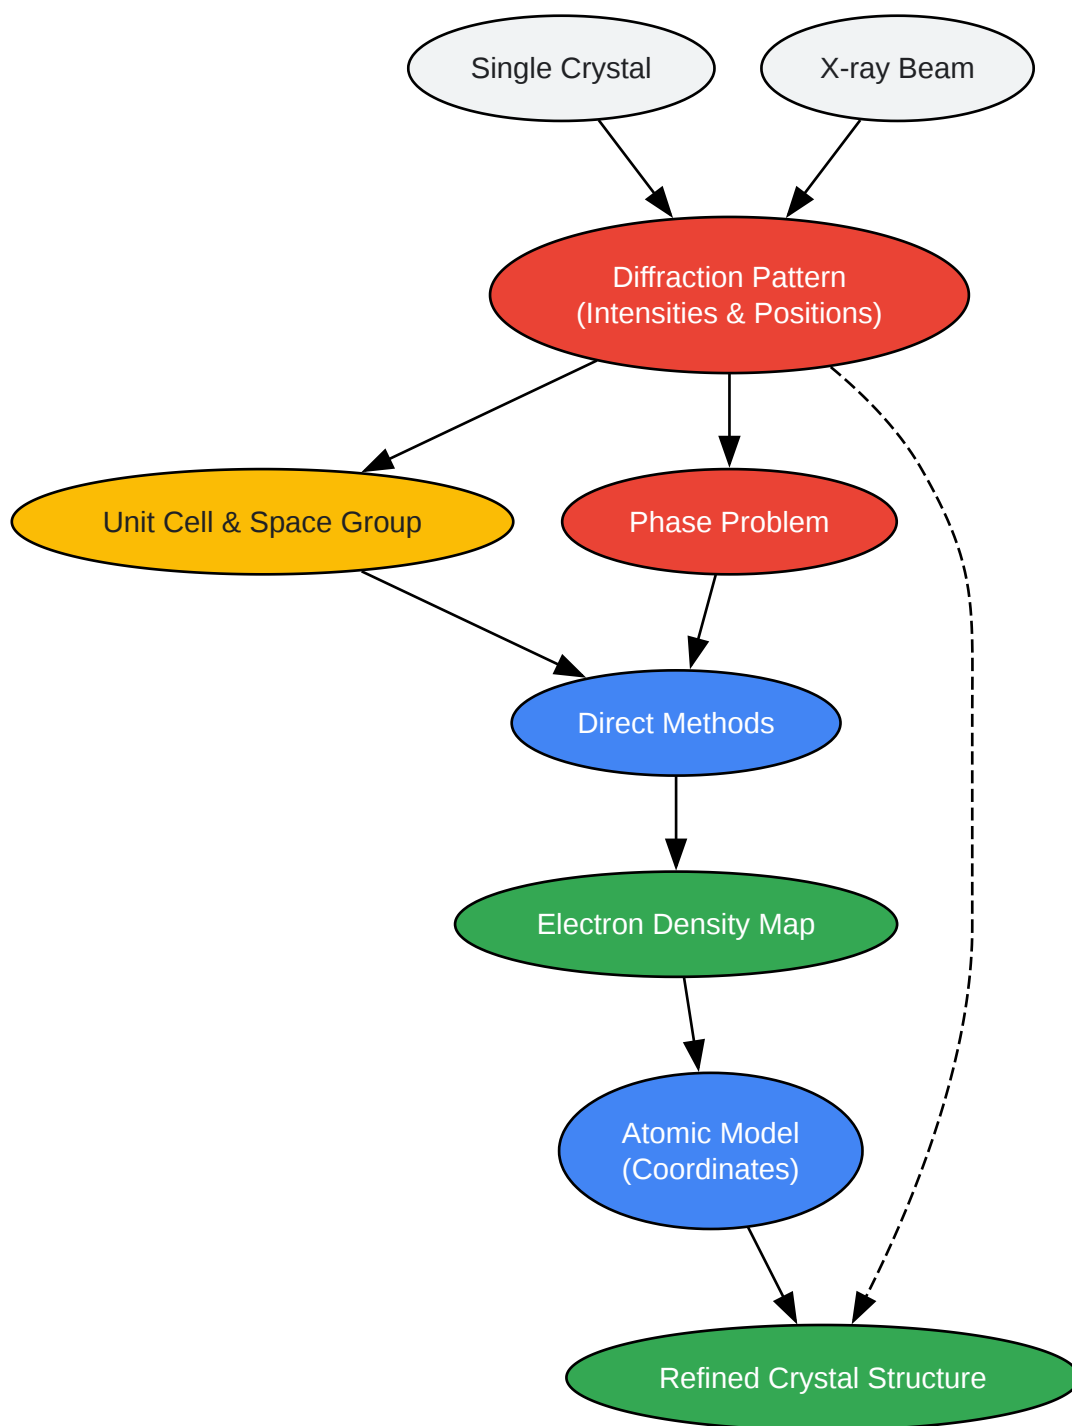 Single Crystal
X-ray Beam
Diffraction Pattern
(Intensities & Positions)
Unit Cell & Space Group
Phase Problem
Direct Methods
Electron Density Map
Atomic Model
(Coordinates)
Refined Crystal Structure